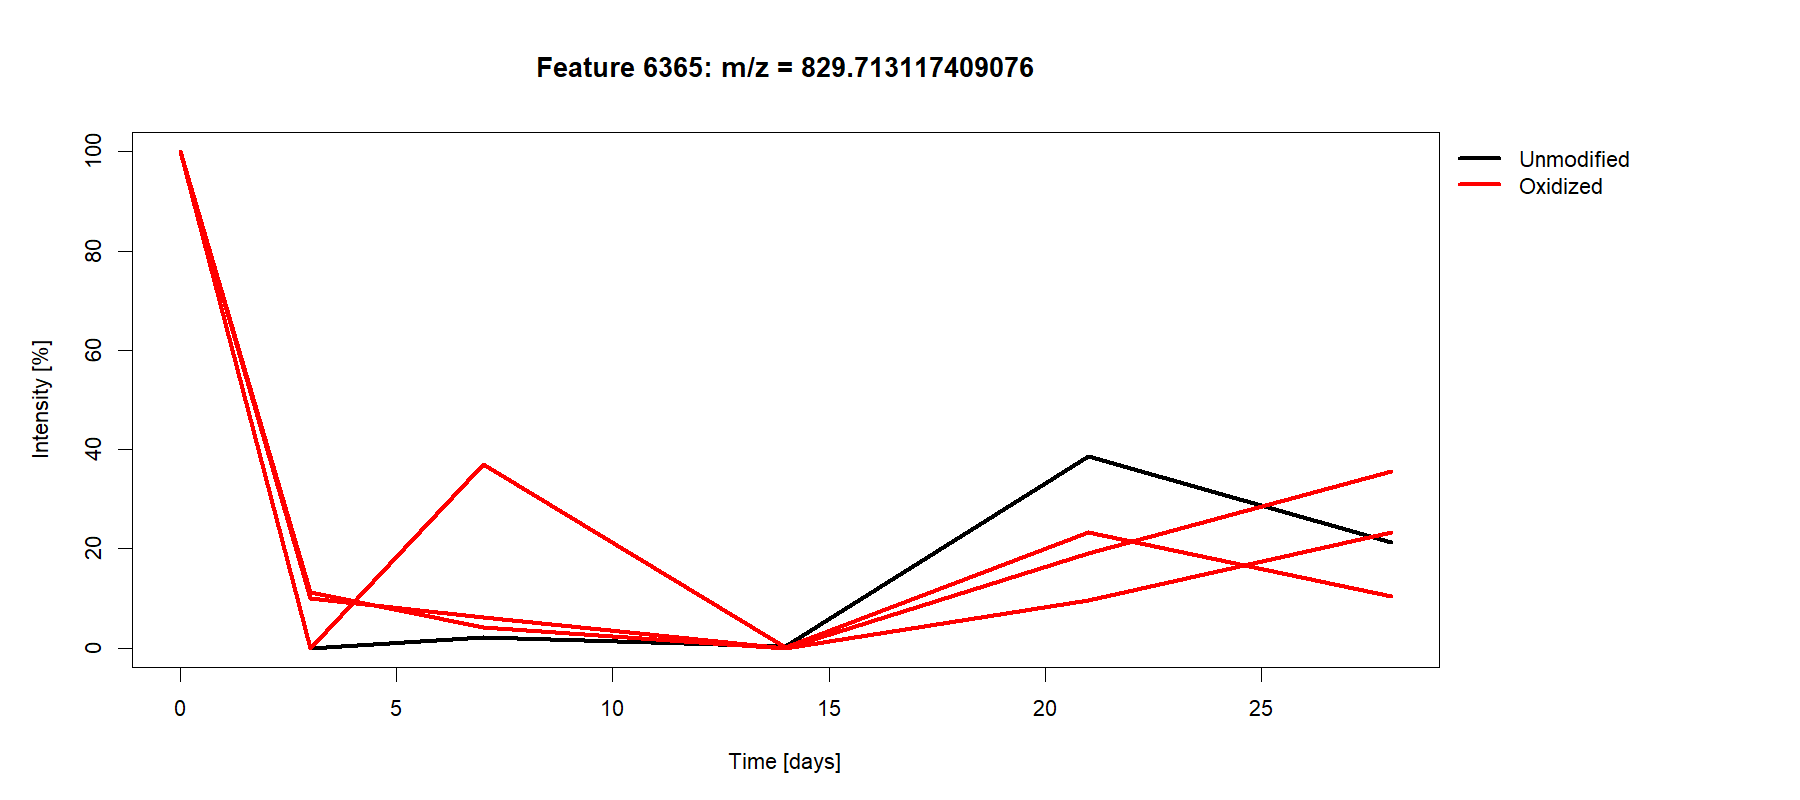 Feature 6365: m/z = 829.713117409076
Unmodified
Oxidized
Intensity [%]
100
80
60
40
20
0
0 5 10 15 20 25
Time [days]